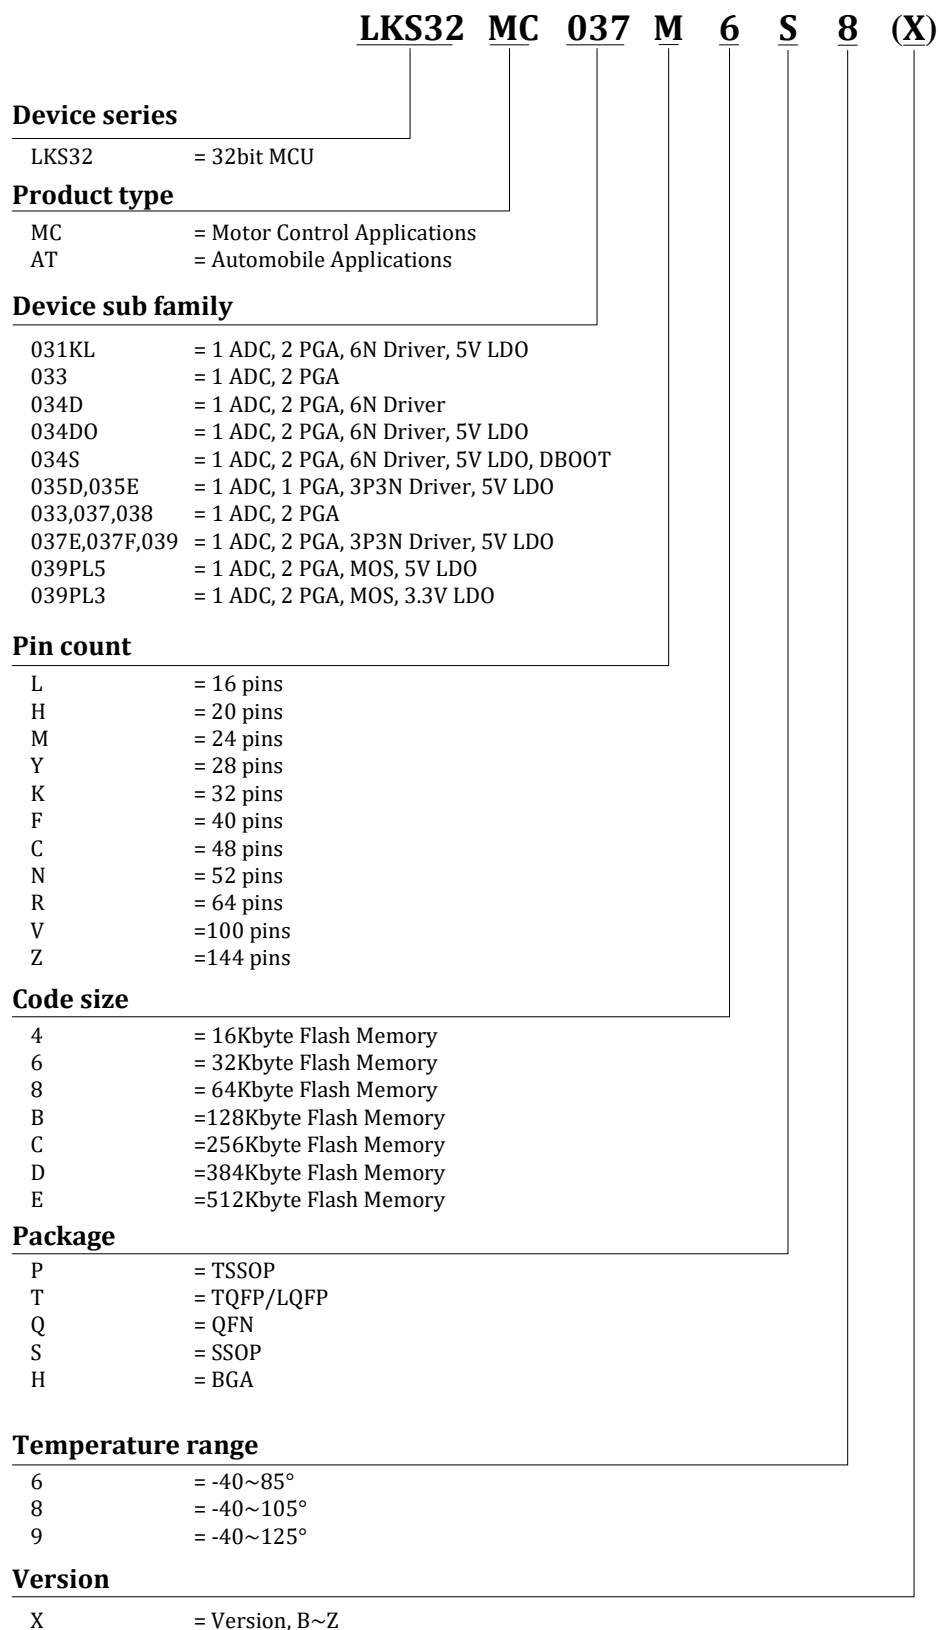 LKS32 MC 037 M 6 S 8 (X)
Device series
LKS32 = 32bit MCU
Product type
MC = Motor Control Applications
AT = Automobile Applications
Device sub family
031KL = 1 ADC, 2 PGA, 6N Driver, 5V LDO
033 = 1 ADC, 2 PGA
034D = 1 ADC, 2 PGA, 6N Driver
034DO = 1 ADC, 2 PGA, 6N Driver, 5V LDO
034S = 1 ADC, 2 PGA, 6N Driver, 5V LDO, DBOOT
035D,035E = 1 ADC, 1 PGA, 3P3N Driver, 5V LDO
033,037,038 = 1 ADC, 2 PGA
037E,037F,039 = 1 ADC, 2 PGA, 3P3N Driver, 5V LDO
039PL5 = 1 ADC, 2 PGA, MOS, 5V LDO
039PL3 = 1 ADC, 2 PGA, MOS, 3.3V LDO
Pin count
L = 16 pins
H = 20 pins
M = 24 pins
Y = 28 pins
K = 32 pins
F = 40 pins
C = 48 pins
N = 52 pins
R = 64 pins
V =100 pins
Z =144 pins
Code size
4 = 16Kbyte Flash Memory
6 = 32Kbyte Flash Memory
8 = 64Kbyte Flash Memory
B =128Kbyte Flash Memory
C =256Kbyte Flash Memory
D =384Kbyte Flash Memory
E =512Kbyte Flash Memory
Package
P = TSSOP
T = TQFP/LQFP
Q = QFN
S = SSOP
H = BGA
Temperature range
6 = -40~85°
8 = -40~105°
9 = -40~125°
Version
X = Version, B~Z